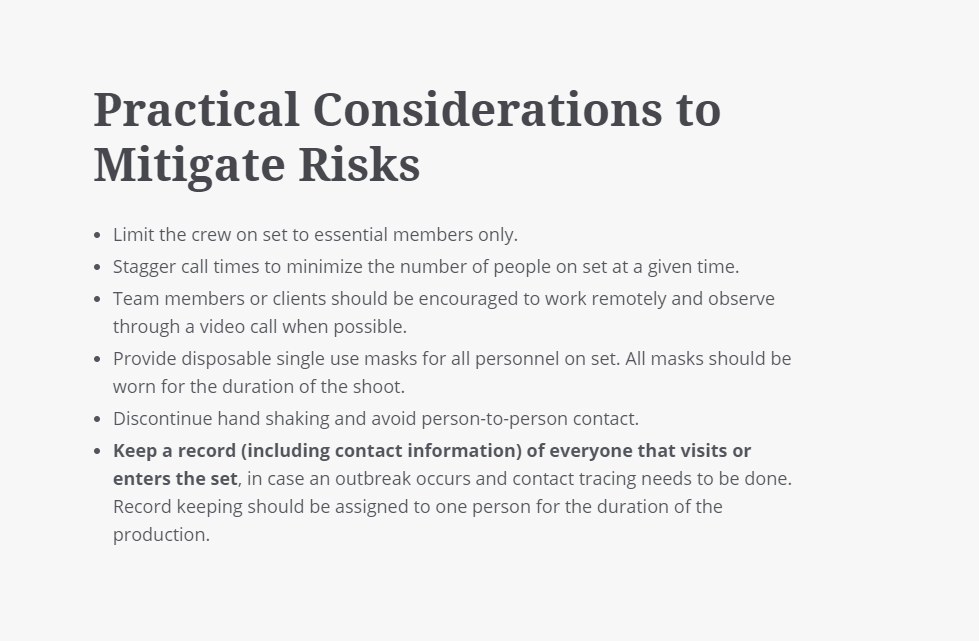 Practical Considerations to
Mitigate Risks
• Limit the crew on set to essential members only.
• Stagger call times to minimize the number of people on set at a given time.
• Team members or clients should be encouraged to work remotely and observe
through a video call when possible.
• Provide disposable single use masks for all personnel on set. All masks should be
worn for the duration of the shoot.
• Discontinue hand shaking and avoid person-to-person contact.
• Keep a record (including contact information) of everyone that visits or
enters the set, in case an outbreak occurs and contact tracing needs to be done.
Record keeping should be assigned to one person for the duration of the
production.